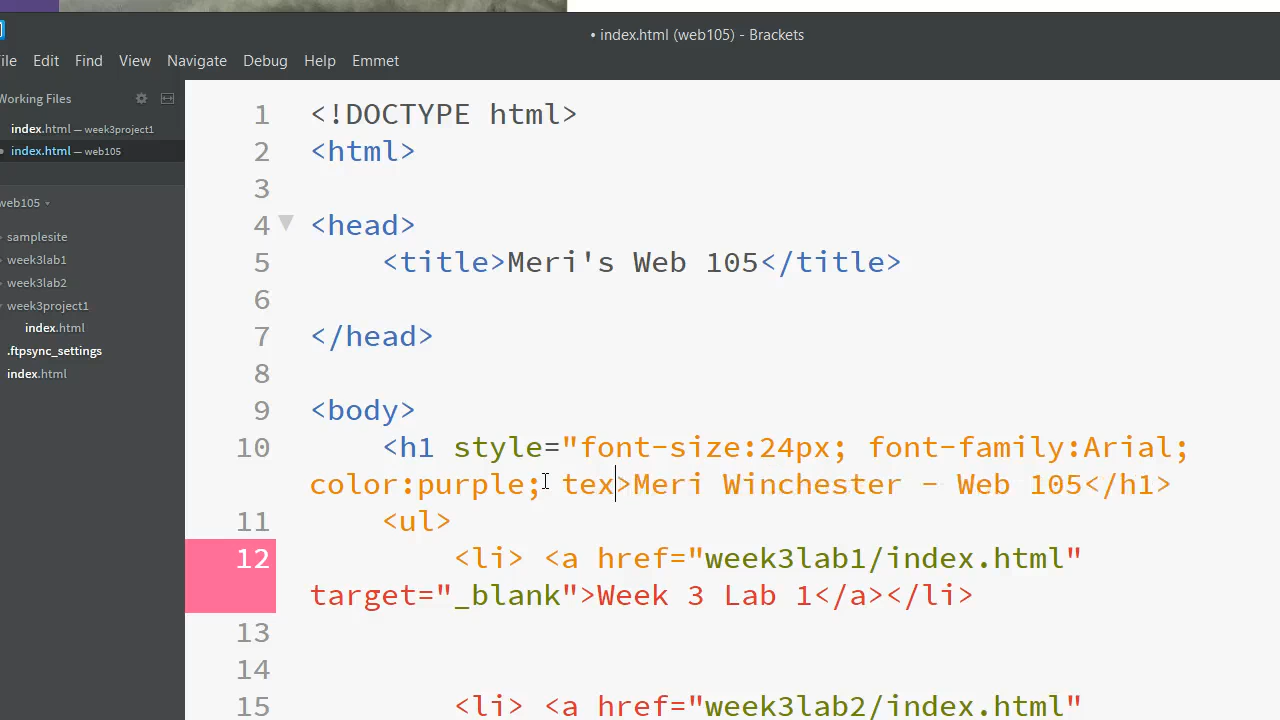 • index.html (web105) - Brackets
ile Edit Find View Navigate Debug Help Emmet
Working Files
index.html — week3project1
index.html — web105
web105
samplesite
week3lab1
week3lab2
week3project1
index.html
.ftpsync_settings
index.html
1 <!DOCTYPE html>
2 <html>
3
4 <head>
5 <title>Meri's Web 105</title>
6
7 </head>
8
9 <body>
10 <h1 style="font-size:24px; font-family:Arial;
color:purple; tex>Meri Winchester - Web 105</h1>
11 <ul>
12 <li> <a href="week3lab1/index.html"
target="_blank">Week 3 Lab 1</a></li>
13
14
15 <li> <a href="week3lab2/index.html"